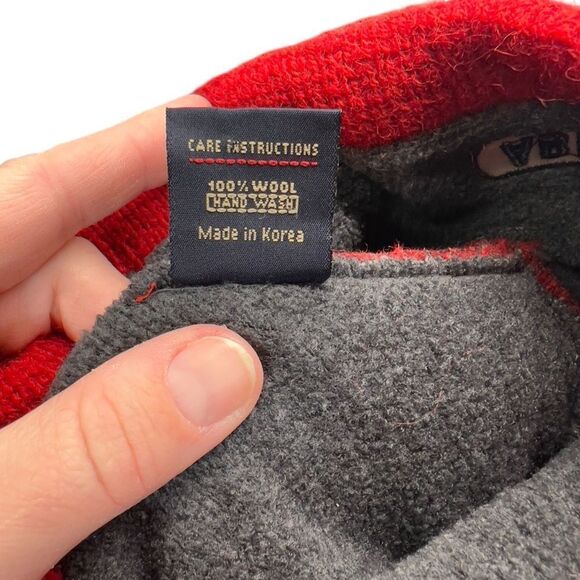 CARE INSTRUCTIONS
100% WOOL
HAND WASH
Made in Korea